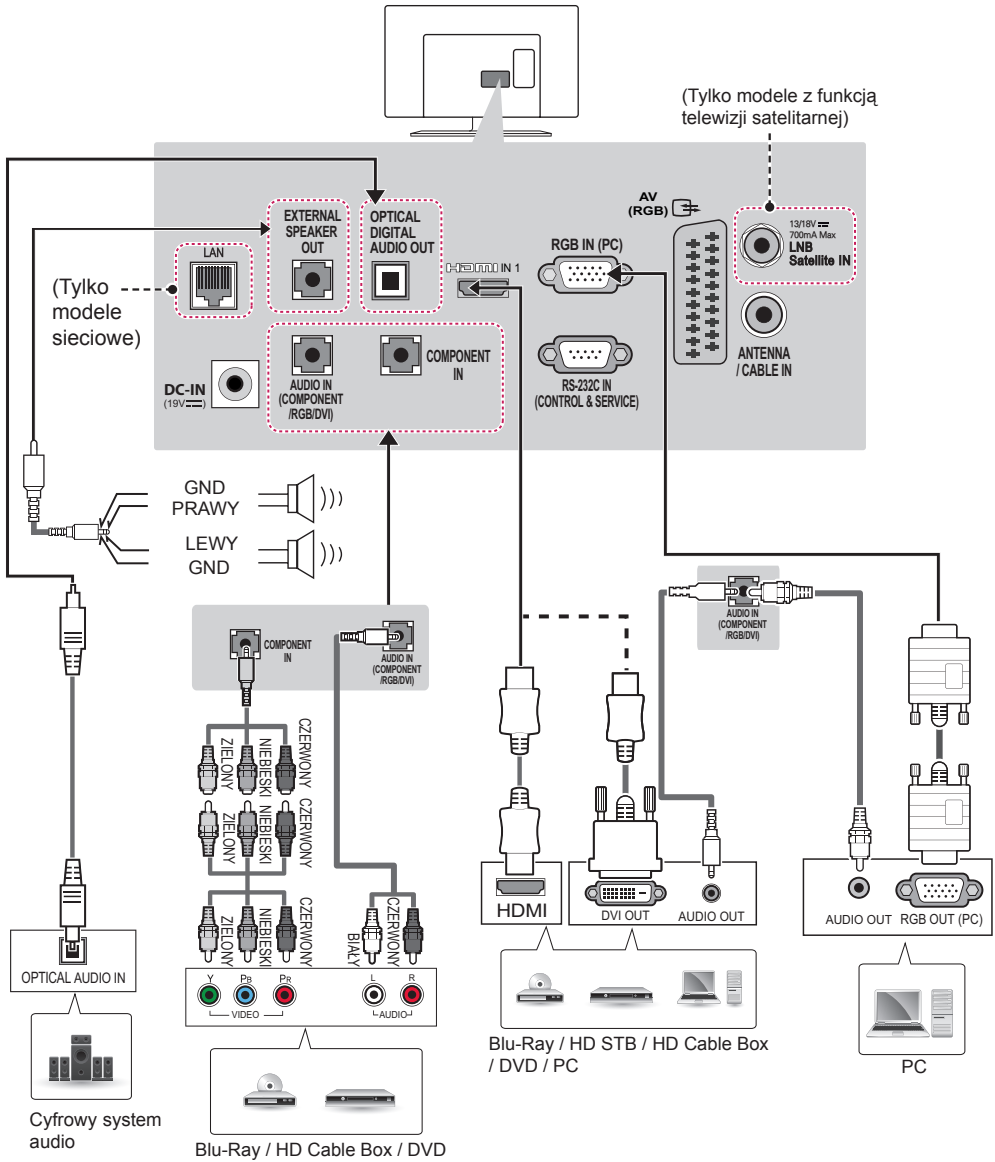 (Tylko modele z funkcją
telewizji satelitarnej)
EXTERNAL
SPEAKER
OUT
OPTICAL
DIGITAL
AUDIO OUT
LAN
HDMI IN 1
RGB IN (PC)
AV
(RGB)
13/18V
700mA Max
LNB
Satellite IN
(Tylko
modele
sieciowe)
DC-IN
(19V)
AUDIO IN
(COMPONENT
/RGB/DVI)
COMPONENT
IN
RS-232C IN
(CONTROL & SERVICE)
ANTENNA
/ CABLE IN
GND
PRAWY
LEWY
GND
COMPONENT
IN
AUDIO IN
(COMPONENT
/RGB/DVI)
AUDIO IN
(COMPONENT
/RGB/DVI)
ZIELONY
NIEBIESKI
CZERWONY
ZIELONY
NIEBIESKI
CZERWONY
ZIELONY
NIEBIESKI
CZERWONY
BIAŁY
CZERWONY
OPTICAL AUDIO IN
Y
PB
PR
VIDEO
L
R
AUDIO
HDMI
DVI OUT
AUDIO OUT
AUDIO OUT
RGB OUT (PC)
Cyfrowy system
audio
Blu-Ray / HD Cable Box / DVD
Blu-Ray / HD STB / HD Cable Box
/ DVD / PC
PC